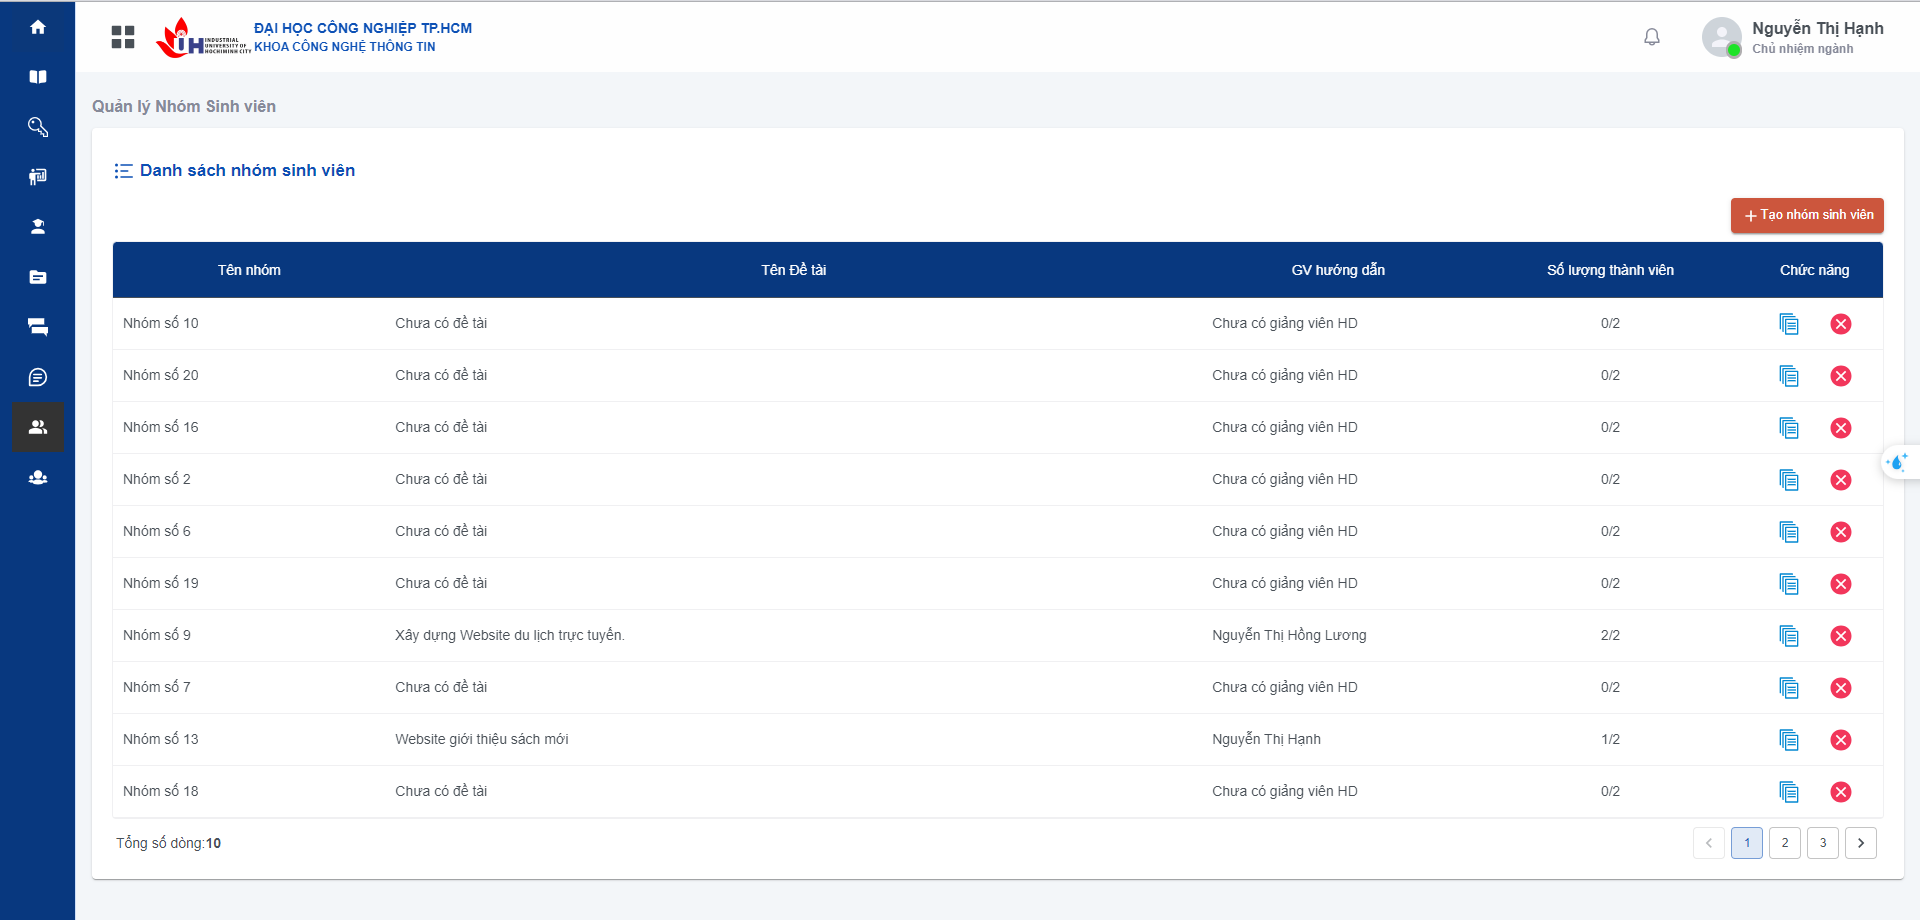 INDUSTRIAL
UNIVERSITY OF
HOCHIMINH CITY
ĐẠI HỌC CÔNG NGHIỆP TP.HCM
KHOA CÔNG NGHỆ THÔNG TIN
Nguyễn Thị Hạnh
Chủ nhiệm ngành
Quản lý Nhóm Sinh viên
Danh sách nhóm sinh viên
Tạo nhóm sinh viên
Tên nhóm Tên Đề tài GV hướng dẫn Số lượng thành viên Chức năng
Nhóm số 10 Chưa có đề tài Chưa có giảng viên HD 0/2
Nhóm số 20 Chưa có đề tài Chưa có giảng viên HD 0/2
Nhóm số 16 Chưa có đề tài Chưa có giảng viên HD 0/2
Nhóm số 2 Chưa có đề tài Chưa có giảng viên HD 0/2
Nhóm số 6 Chưa có đề tài Chưa có giảng viên HD 0/2
Nhóm số 19 Chưa có đề tài Chưa có giảng viên HD 0/2
Nhóm số 9 Xây dựng Website du lịch trực tuyến. Nguyễn Thị Hồng Lương 2/2
Nhóm số 7 Chưa có đề tài Chưa có giảng viên HD 0/2
Nhóm số 13 Website giới thiệu sách mới Nguyễn Thị Hạnh 1/2
Nhóm số 18 Chưa có đề tài Chưa có giảng viên HD 0/2
Tổng số dòng:10
1 2 3